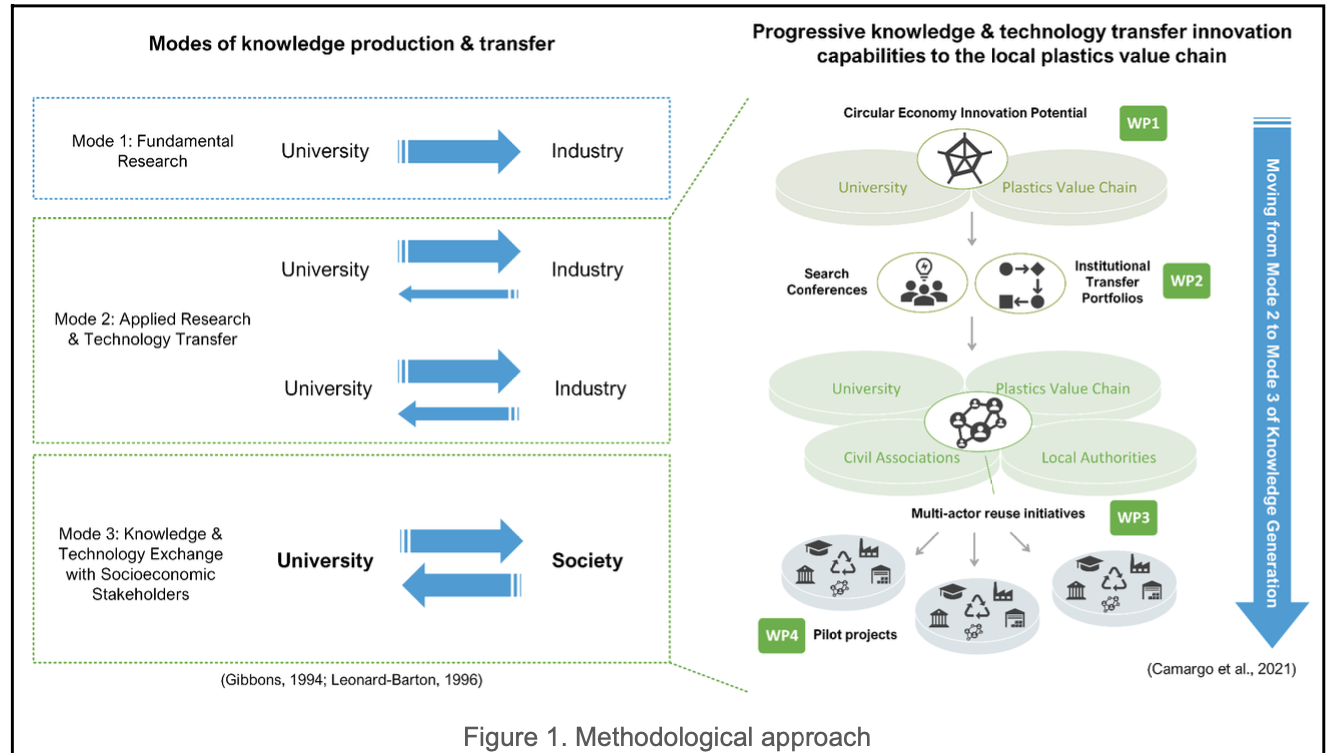 Modes of knowledge production & transfer
Mode 1: Fundamental
Research
University
Industry
Mode 2: Applied Research
& Technology Transfer
University
Industry
University
Industry
Mode 3: Knowledge &
Technology Exchange
with Socioeconomic
Stakeholders
University
Society
(Gibbons, 1994; Leonard-Barton, 1996)
Progressive knowledge & technology transfer innovation
capabilities to the local plastics value chain
Circular Economy Innovation Potential
WP1
University
Plastics Value Chain
Search
Conferences
Institutional
Transfer
Portfolios
WP2
University
Plastics Value Chain
Civil Associations
Local Authorities
Multi-actor reuse initiatives
WP3
WP4
Pilot projects
Moving from Mode 2 to Mode 3 of Knowledge Generation
(Camargo et al., 2021)
Figure 1. Methodological approach